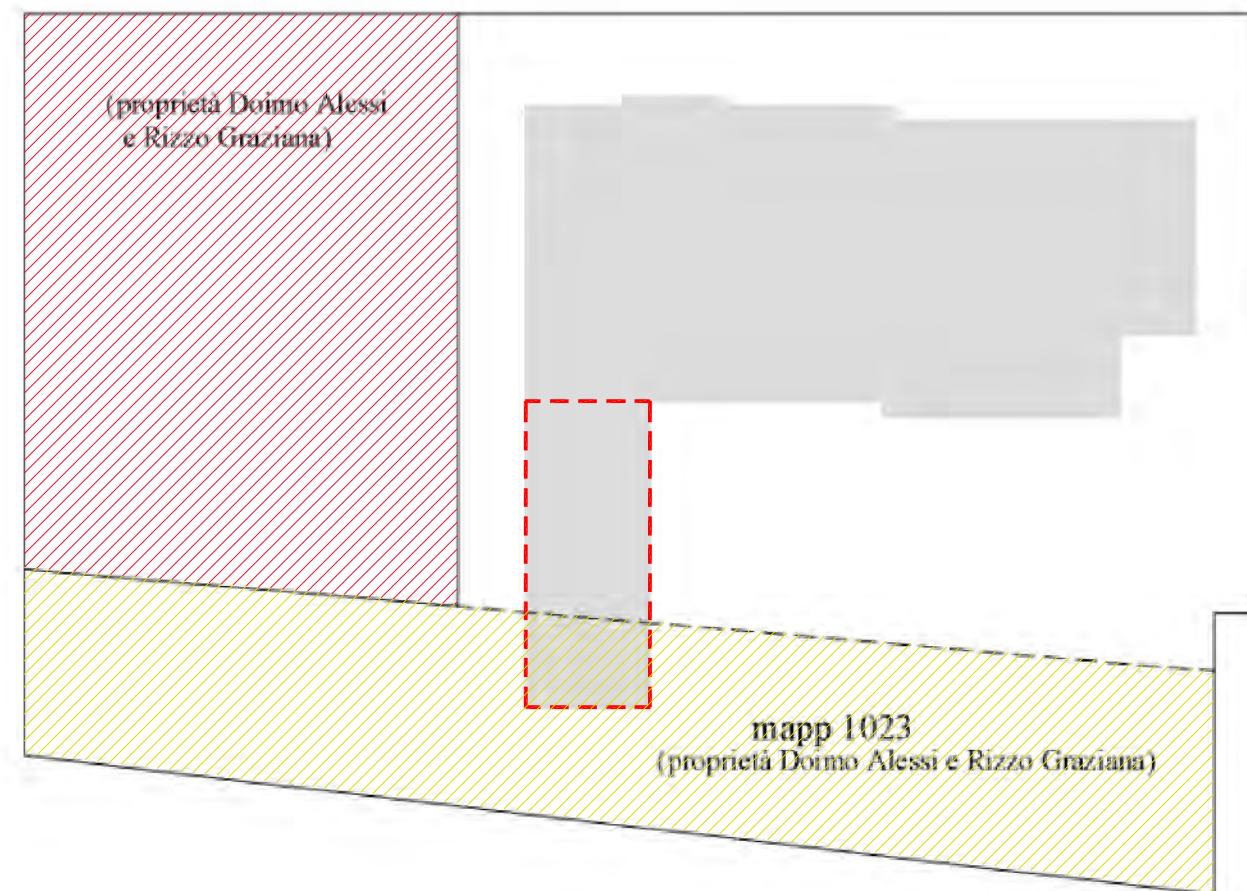 (proprietà Doimo Alessi
e Rizzo Graziana)
mapp 1023
(proprietà Doimo Alessi e Rizzo Graziana)